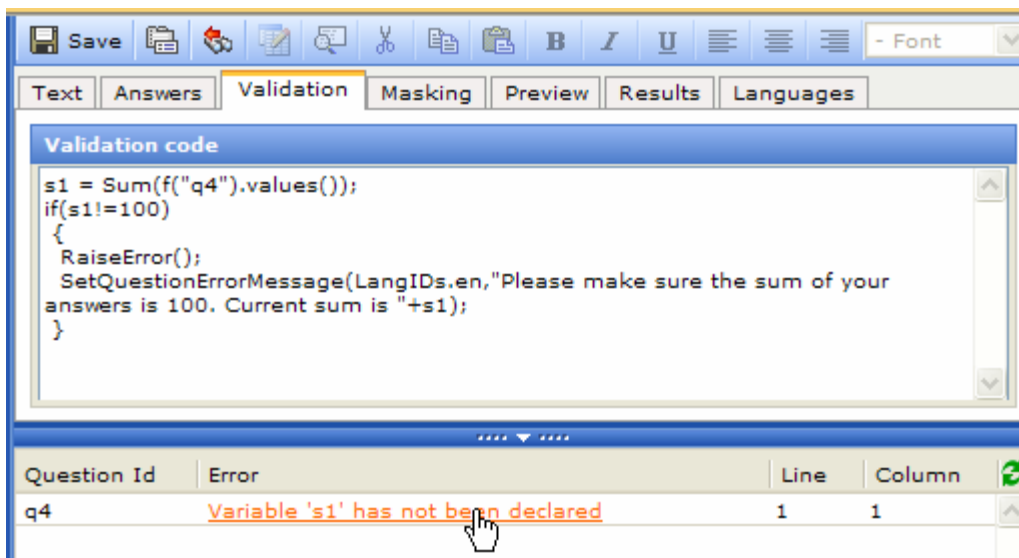 Save B I U - Font
Text Answers Validation Masking Preview Results Languages
Validation code
s1 = Sum(f("q4").values());
if(s1!=100)
{
RaiseError();
SetQuestionErrorMessage(LangIDs.en,"Please make sure the sum of your
answers is 100. Current sum is "+s1);
}
Question Id Error Line Column
q4 Variable 's1' has not been declared 1 1